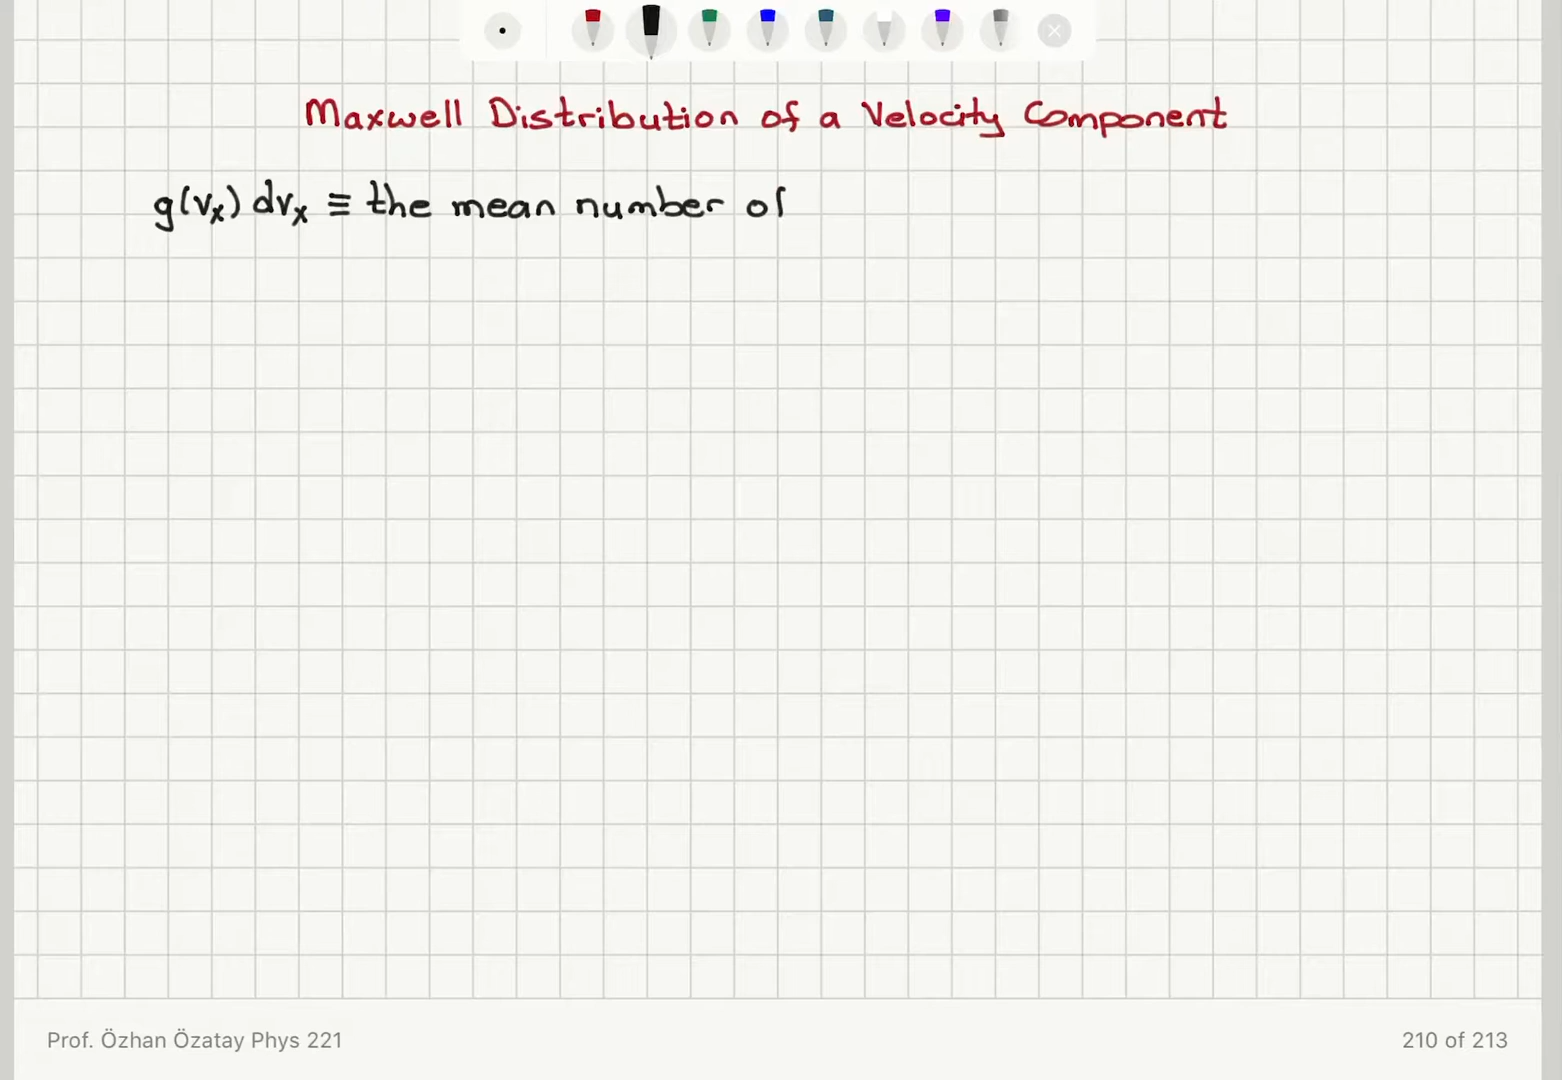 Maxwell Distribution of a Velocity Component
g(vₓ) dvₓ ≡ the mean number of
Prof. Özhan Özatay Phys 221
210 of 213